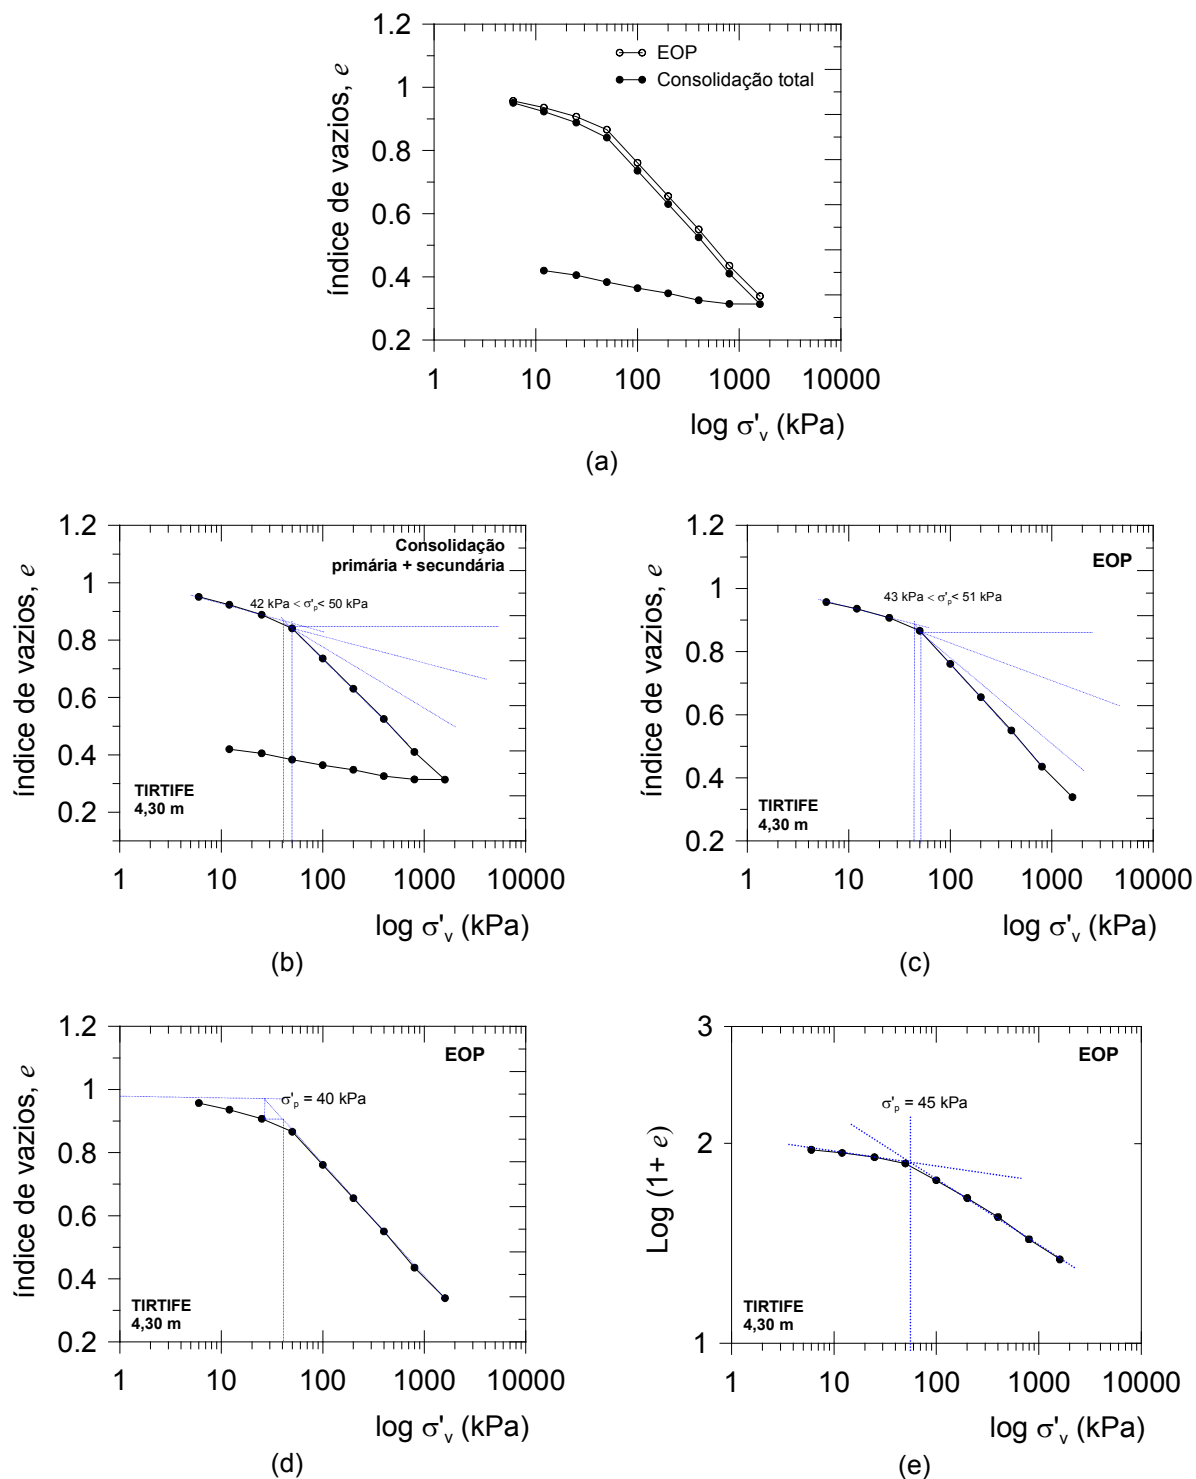 1.2
EOP
Consolidação total
1
0.8
0.6
0.4
0.2
índice de vazios, e
1 10 100 1000 10000
log σ'v (kPa)
(a)
1.2
Consolidação
primária + secundária
1
42 kPa < σ'p < 50 kPa
0.8
0.6
0.4
0.2
índice de vazios, e
TIRTIFE
4,30 m
1 10 100 1000 10000
log σ'v (kPa)
(b)
1.2
EOP
1
43 kPa < σ'p < 51 kPa
0.8
0.6
0.4
0.2
índice de vazios, e
TIRTIFE
4,30 m
1 10 100 1000 10000
log σ'v (kPa)
(c)
1.2
EOP
1
σ'p = 40 kPa
0.8
0.6
0.4
0.2
índice de vazios, e
TIRTIFE
4,30 m
1 10 100 1000 10000
log σ'v (kPa)
(d)
3
EOP
σ'p = 45 kPa
2
Log (1+ e)
TIRTIFE
4,30 m
1
1 10 100 1000 10000
log σ'v (kPa)
(e)